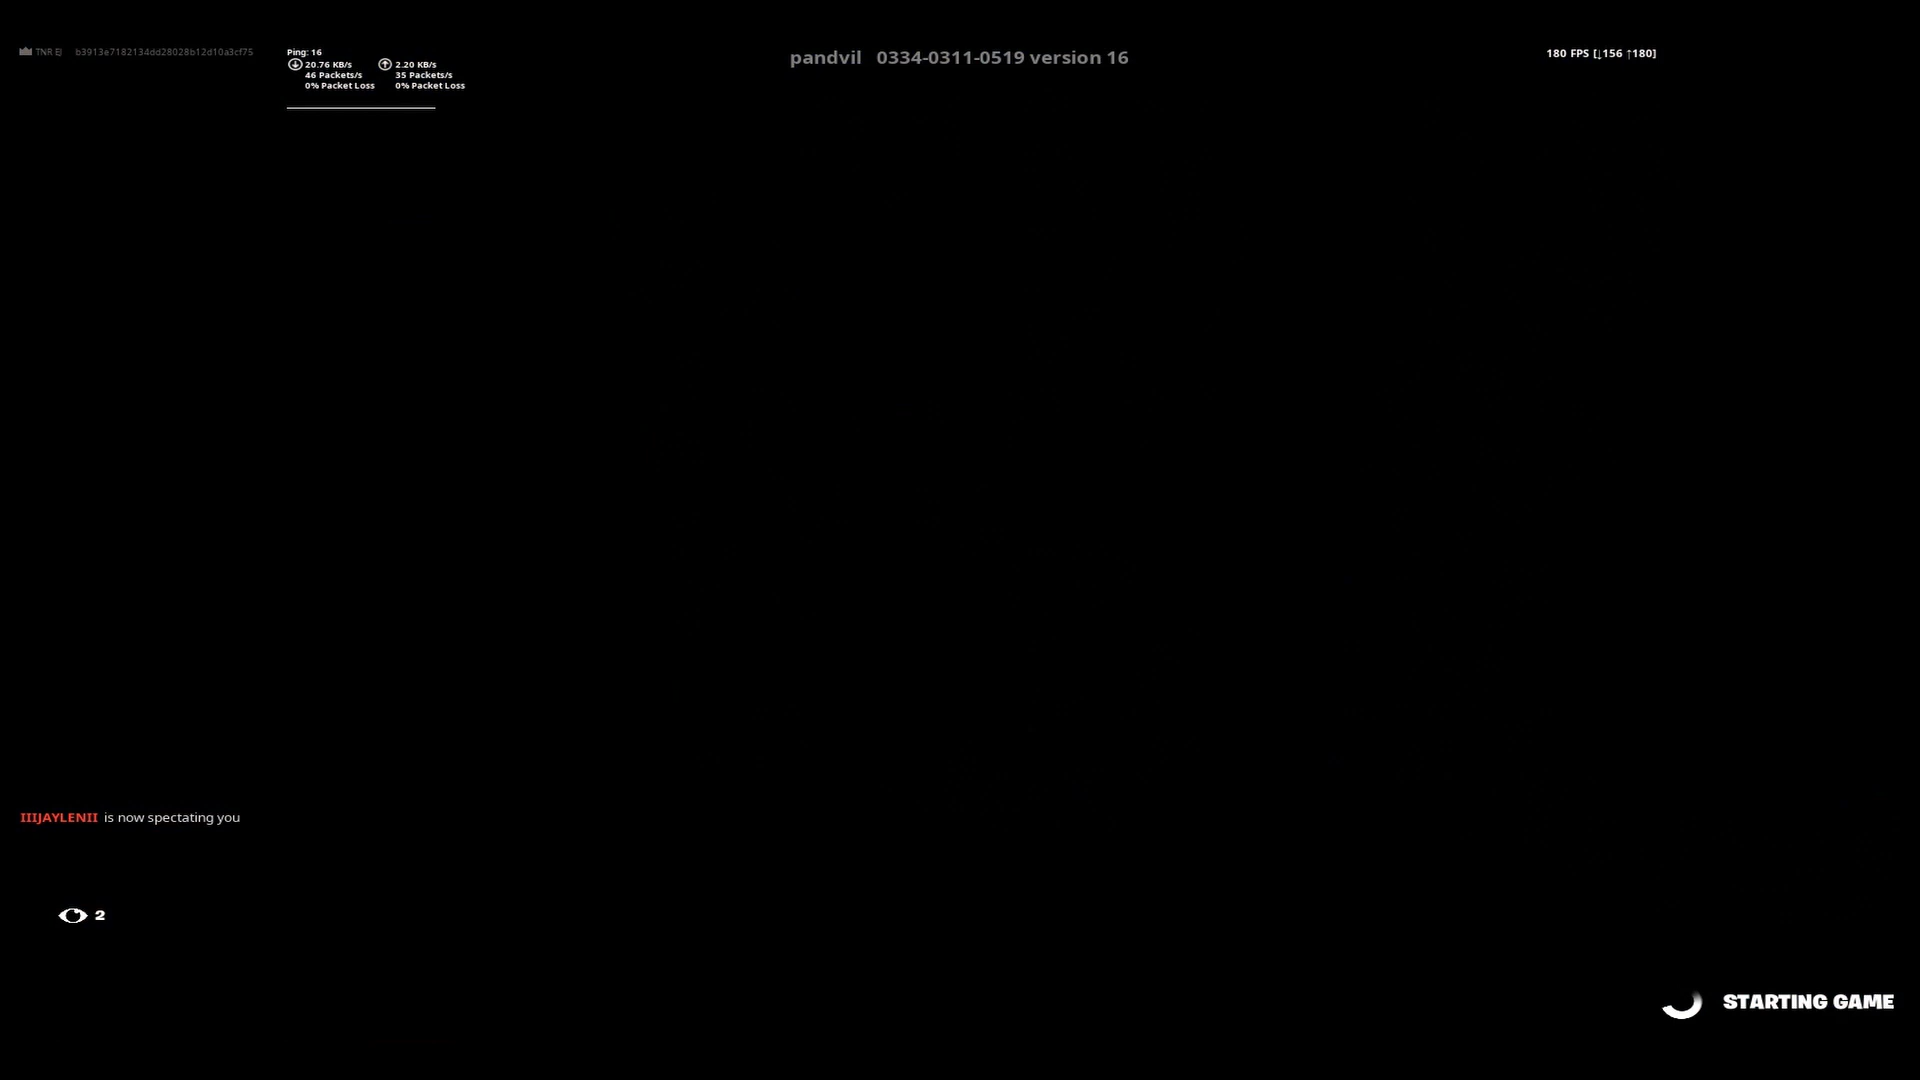 TNR EJ b3913e7182134dd28028b12d10a3cf75
Ping: 16
20.76 KB/s 2.20 KB/s
46 Packets/s 35 Packets/s
0% Packet Loss 0% Packet Loss
pandvil 0334-0311-0519 version 16
180 FPS [↓156 ↑180]
IIIJAYLENII is now spectating you
2
STARTING GAME